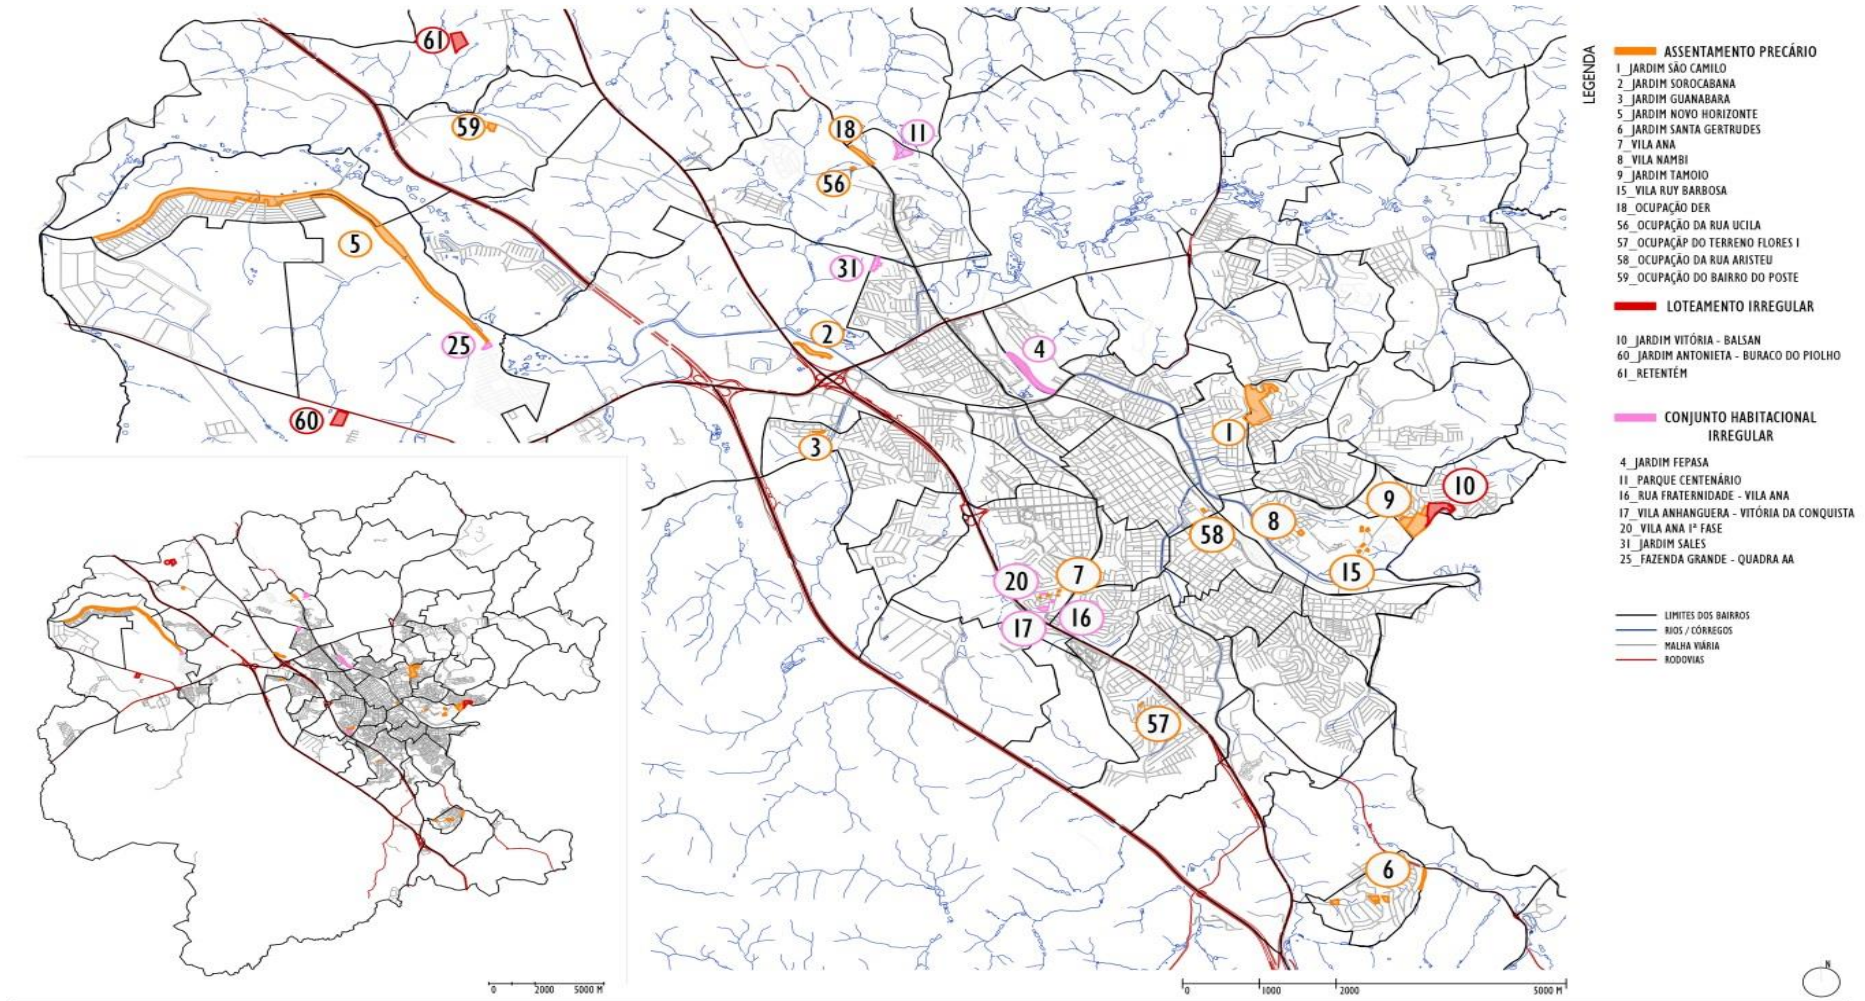 61
59
18
11
56
5
31
25
2
4
60
3
1
9
10
8
58
15
20
7
17
16
57
6
0 2000 5000 M
0 1000 2000 5000 M
LEGENDA
ASSENTAMENTO PRECÁRIO
1_JARDIM SÃO CAMILO
2_JARDIM SOROCABANA
3_JARDIM GUANABARA
5_JARDIM NOVO HORIZONTE
6_JARDIM SANTA GERTRUDES
7_VILA ANA
8_VILA NAMBI
9_JARDIM TAMOIO
15_VILA RUY BARBOSA
18_OCUPAÇÃO DER
56_OCUPAÇÃO DA RUA UCILA
57_OCUPAÇÃP DO TERRENO FLORES I
58_OCUPAÇÃO DA RUA ARISTEU
59_OCUPAÇÃO DO BAIRRO DO POSTE
LOTEAMENTO IRREGULAR
10_JARDIM VITÓRIA - BALSAN
60_JARDIM ANTONIETA - BURACO DO PIOLHO
61_RETENTÉM
CONJUNTO HABITACIONAL
IRREGULAR
4_JARDIM FEPASA
11_PARQUE CENTENÁRIO
16_RUA FRATERNIDADE - VILA ANA
17_VILA ANHANGUERA - VITÓRIA DA CONQUISTA
20_VILA ANA 1ª FASE
31_JARDIM SALES
25_FAZENDA GRANDE - QUADRA AA
LIMITES DOS BAIRROS
RIOS / CÓRREGOS
MALHA VIÁRIA
RODOVIAS
N